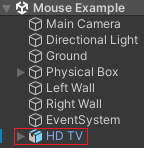 Mouse Example
Main Camera
Directional Light
Ground
Physical Box
Left Wall
Right Wall
EventSystem
HD TV